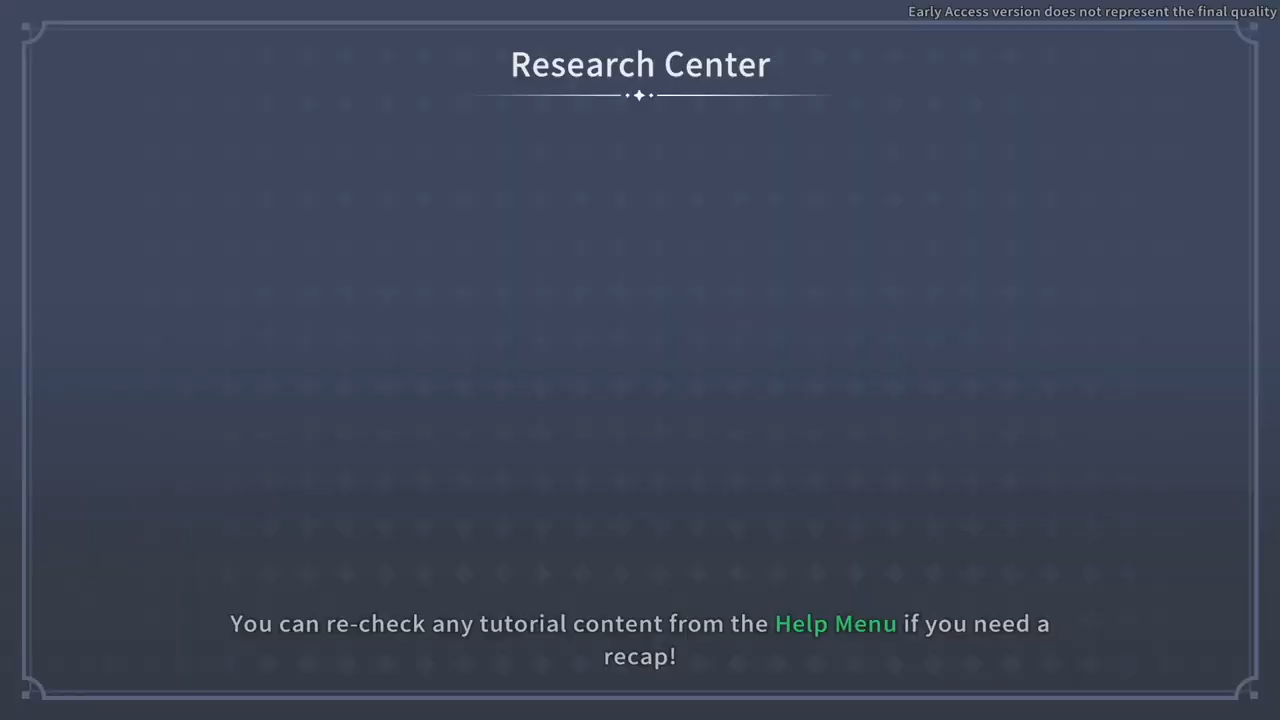 Early Access version does not represent the final quality
Research Center
You can re-check any tutorial content from the Help Menu if you need a
recap!